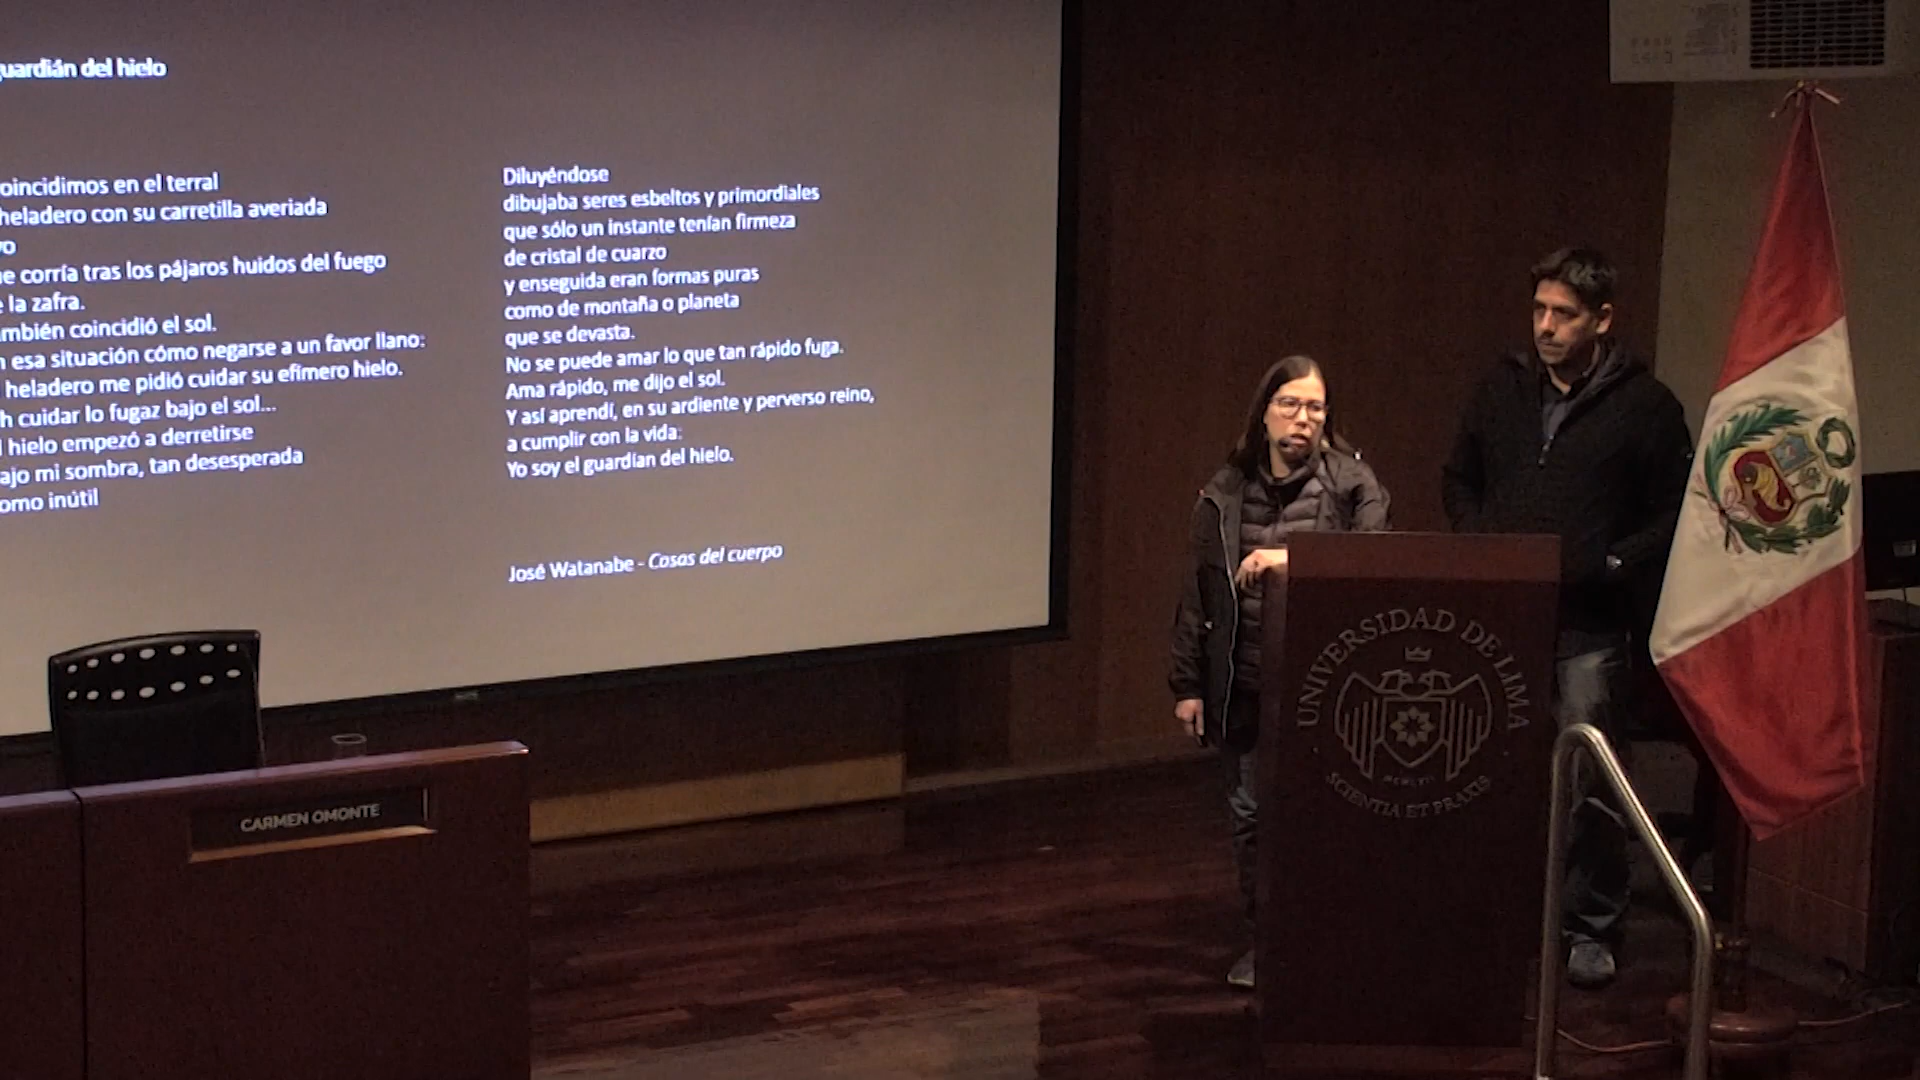 uardián del hielo
oincidimos en el terral
heladero con su carretilla averiada
yo
e corría tras los pájaros huidos del fuego
e la zafra.
mbién coincidió el sol.
n esa situación cómo negarse a un favor llano:
heladero me pidió cuidar su efímero hielo.
h cuidar lo fugaz bajo el sol...
l hielo empezó a derretirse
ajo mi sombra, tan desesperada
omo inútil
Diluyéndose
dibujaba seres esbeltos y primordiales
que sólo un instante tenían firmeza
de cristal de cuarzo
y enseguida eran formas puras
como de montaña o planeta
que se devasta.
No se puede amar lo que tan rápido fuga.
Ama rápido, me dijo el sol.
Y así aprendí, en su ardiente y perverso reino,
a cumplir con la vida:
Yo soy el guardían del hielo.
José Watanabe - Cosas del cuerpo
CARMEN OMONTE
UNIVERSIDAD DE LIMA
MCMLXII
SCIENTIA ET PRAXIS